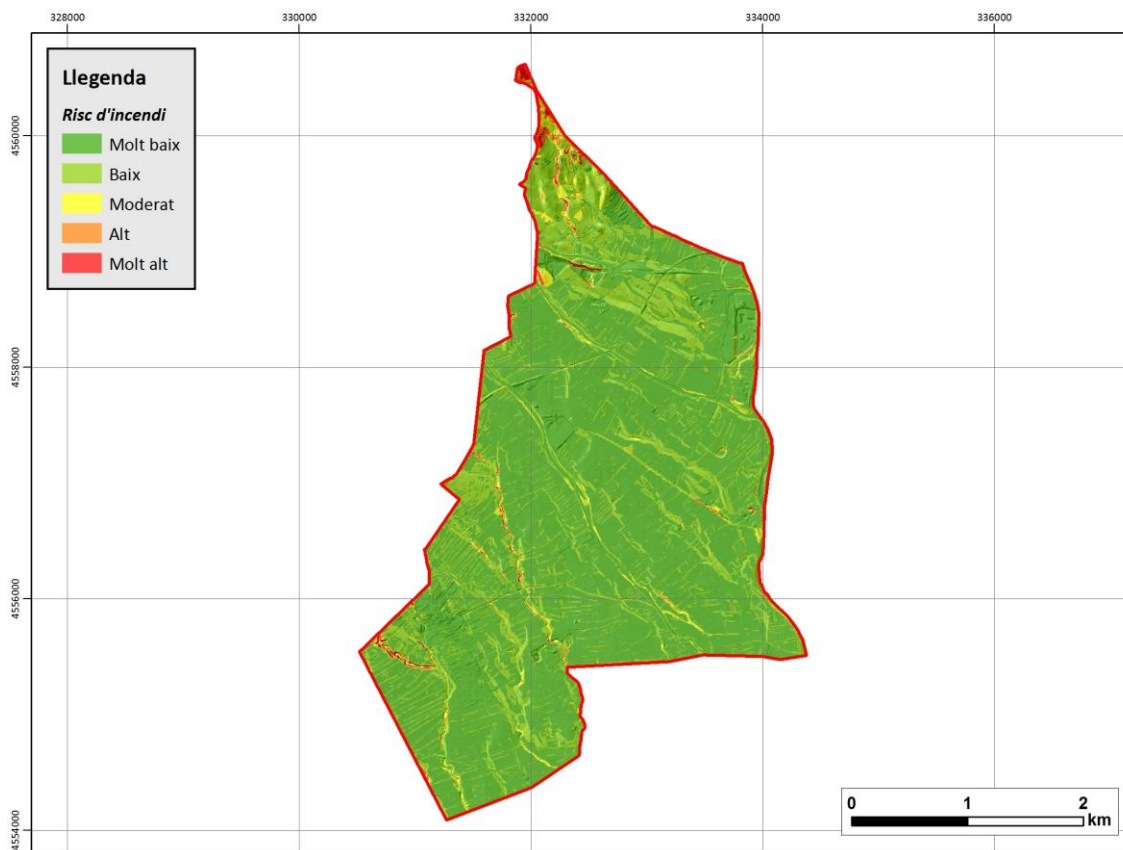 328000
330000
332000
334000
336000
Llegenda
Risc d'incendi
Molt baix
Baix
Moderat
Alt
Molt alt
4560000
4558000
4556000
4554000
0 1 2
km